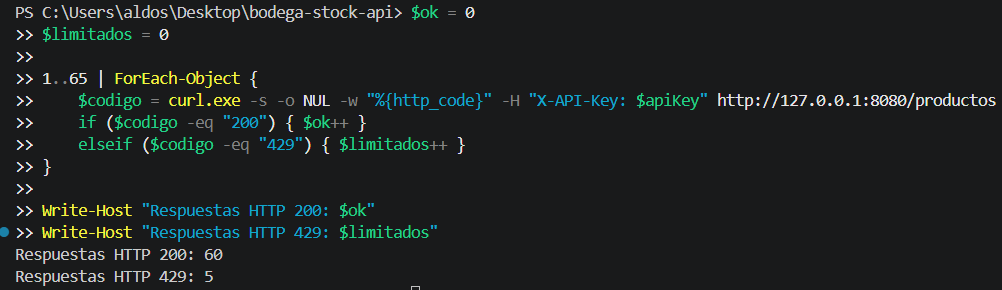 PS C:\Users\aldos\Desktop\bodega-stock-api> $ok = 0
>> $limitados = 0
>>
>> 1..65 | ForEach-Object {
>>     $codigo = curl.exe -s -o NUL -w "%{http_code}" -H "X-API-Key: $apiKey" http://127.0.0.1:8080/productos
>>     if ($codigo -eq "200") { $ok++ }
>>     elseif ($codigo -eq "429") { $limitados++ }
>> }
>>
>> Write-Host "Respuestas HTTP 200: $ok"
>> Write-Host "Respuestas HTTP 429: $limitados"
Respuestas HTTP 200: 60
Respuestas HTTP 429: 5